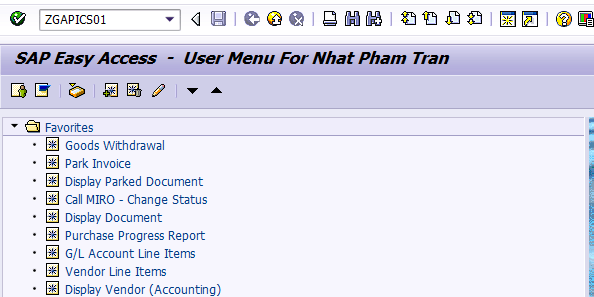 ZGAPICS01
SAP Easy Access - User Menu For Nhat Pham Tran
Favorites
Goods Withdrawal
Park Invoice
Display Parked Document
Call MIRO - Change Status
Display Document
Purchase Progress Report
G/L Account Line Items
Vendor Line Items
Display Vendor (Accounting)